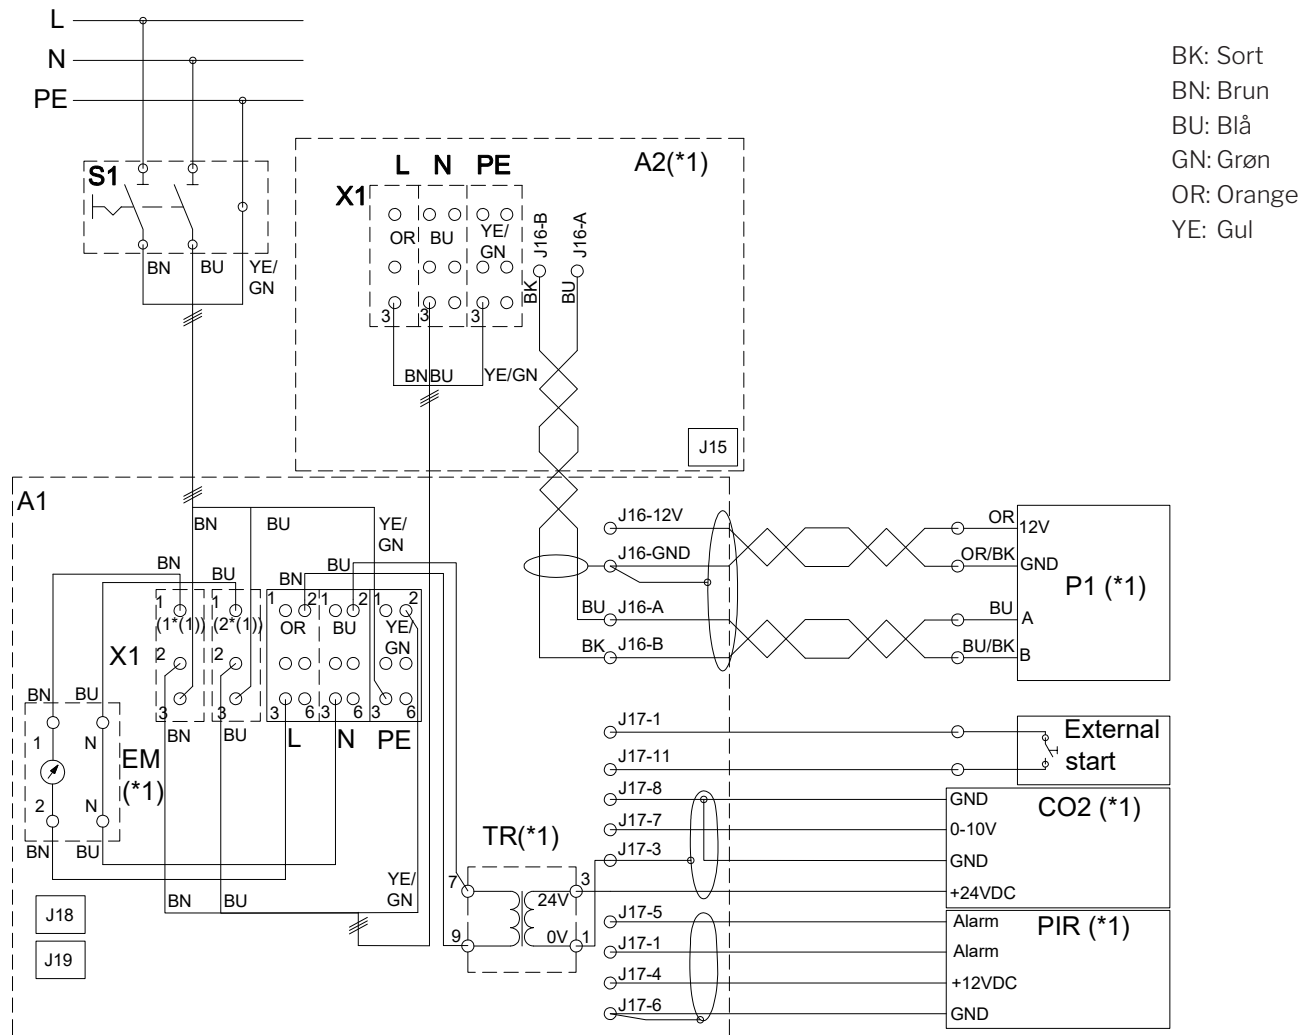 L
N
PE
BK: Sort
BN: Brun
BU: Blå
GN: Grøn
OR: Orange
YE: Gul
S1
BN
BU
YE/
GN
A2(*1)
L N PE
X1
OR
BU
YE/
GN
3
3
3
BN
BU
YE/GN
J16-B
J16-A
BK
BU
J15
A1
BN
BU
YE/
GN
BN
BU
BN
BU
1
1
1 2
1 2
1 2
(1*(1))
(2*(1))
OR
BU
YE/
GN
X1
2
2
3
3
3 6
3 6
3 6
BN
BU
L N PE
BN
BU
1
N
EM
(*1)
2
N
BN
BU
BN
BU
YE/
GN
J18
J19
TR(*1)
7
3
24V
9
0V
1
J16-12V
J16-GND
BU
J16-A
BK
J16-B
OR
12V
OR/BK
GND
BU
A
BU/BK
B
P1 (*1)
J17-1
J17-11
External
start
J17-8
GND
CO2 (*1)
J17-7
0-10V
J17-3
GND
+24VDC
J17-5
Alarm
PIR (*1)
J17-1
Alarm
J17-4
+12VDC
J17-6
GND